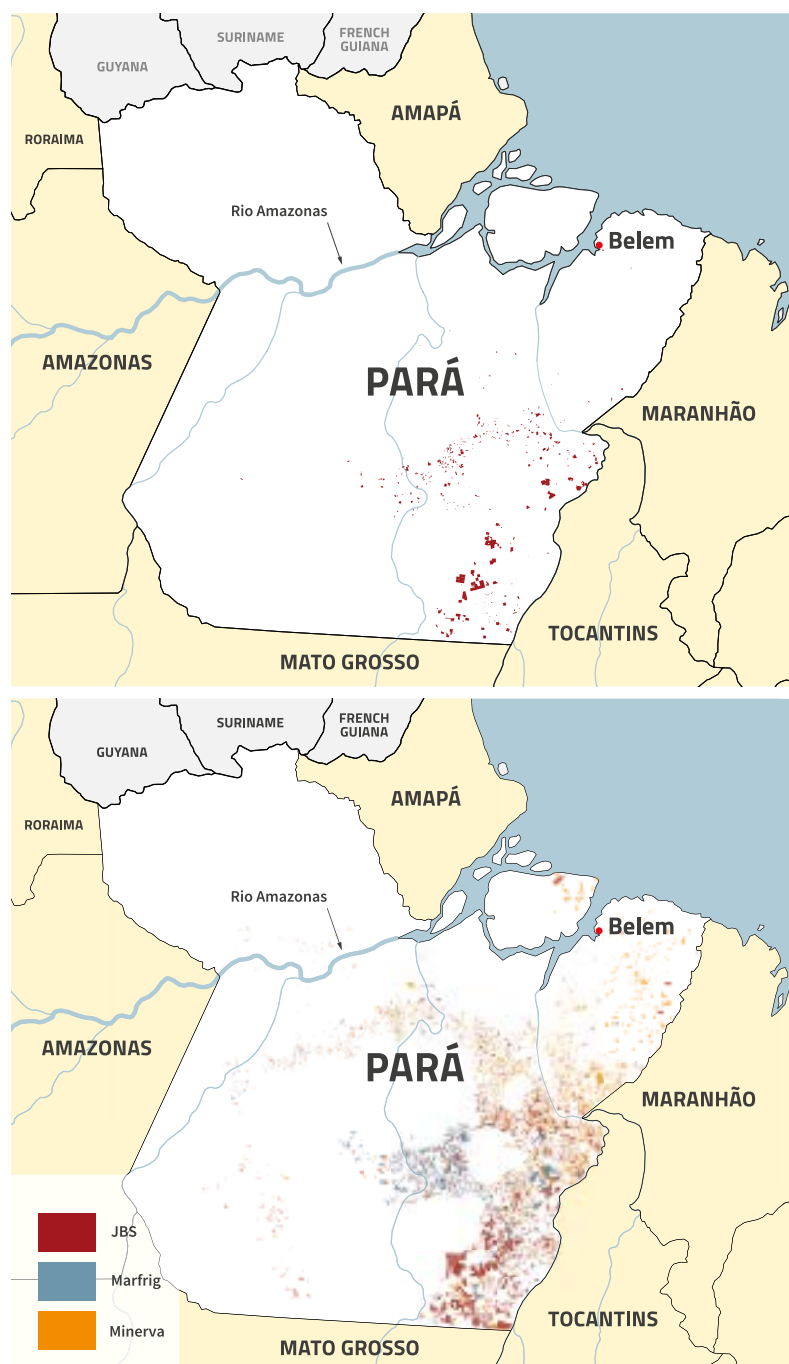 SURINAME
FRENCH
GUIANA
GUYANA
AMAPÁ
RORAIMA
Rio Amazonas
Belem
AMAZONAS
PARÁ
MARANHÃO
TOCANTINS
MATO GROSSO
SURINAME
FRENCH
GUIANA
GUYANA
AMAPÁ
RORAIMA
Rio Amazonas
Belem
AMAZONAS
PARÁ
MARANHÃO
JBS
Marfrig
Minerva
TOCANTINS
MATO GROSSO